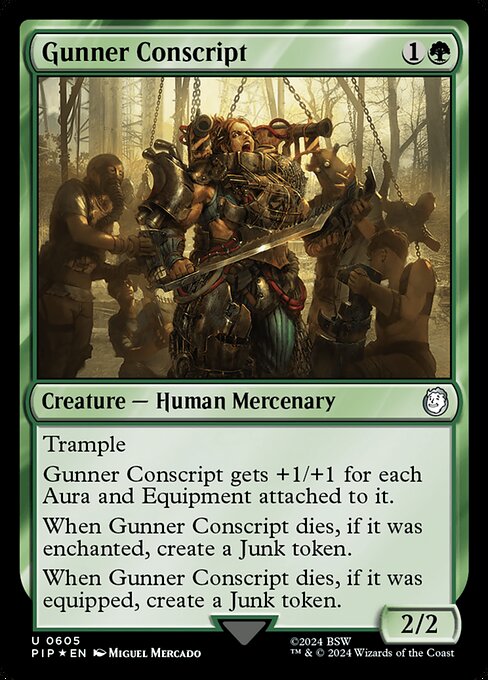 Gunner Conscript 1
Creature — Human Mercenary
Trample
Gunner Conscript gets +1/+1 for each
Aura and Equipment attached to it.
When Gunner Conscript dies, if it was
enchanted, create a Junk token.
When Gunner Conscript dies, if it was
equipped, create a Junk token.
2/2
U 0605
PIP★EN Miguel Mercado
©2024 BSW
™ & © 2024 Wizards of the Coast